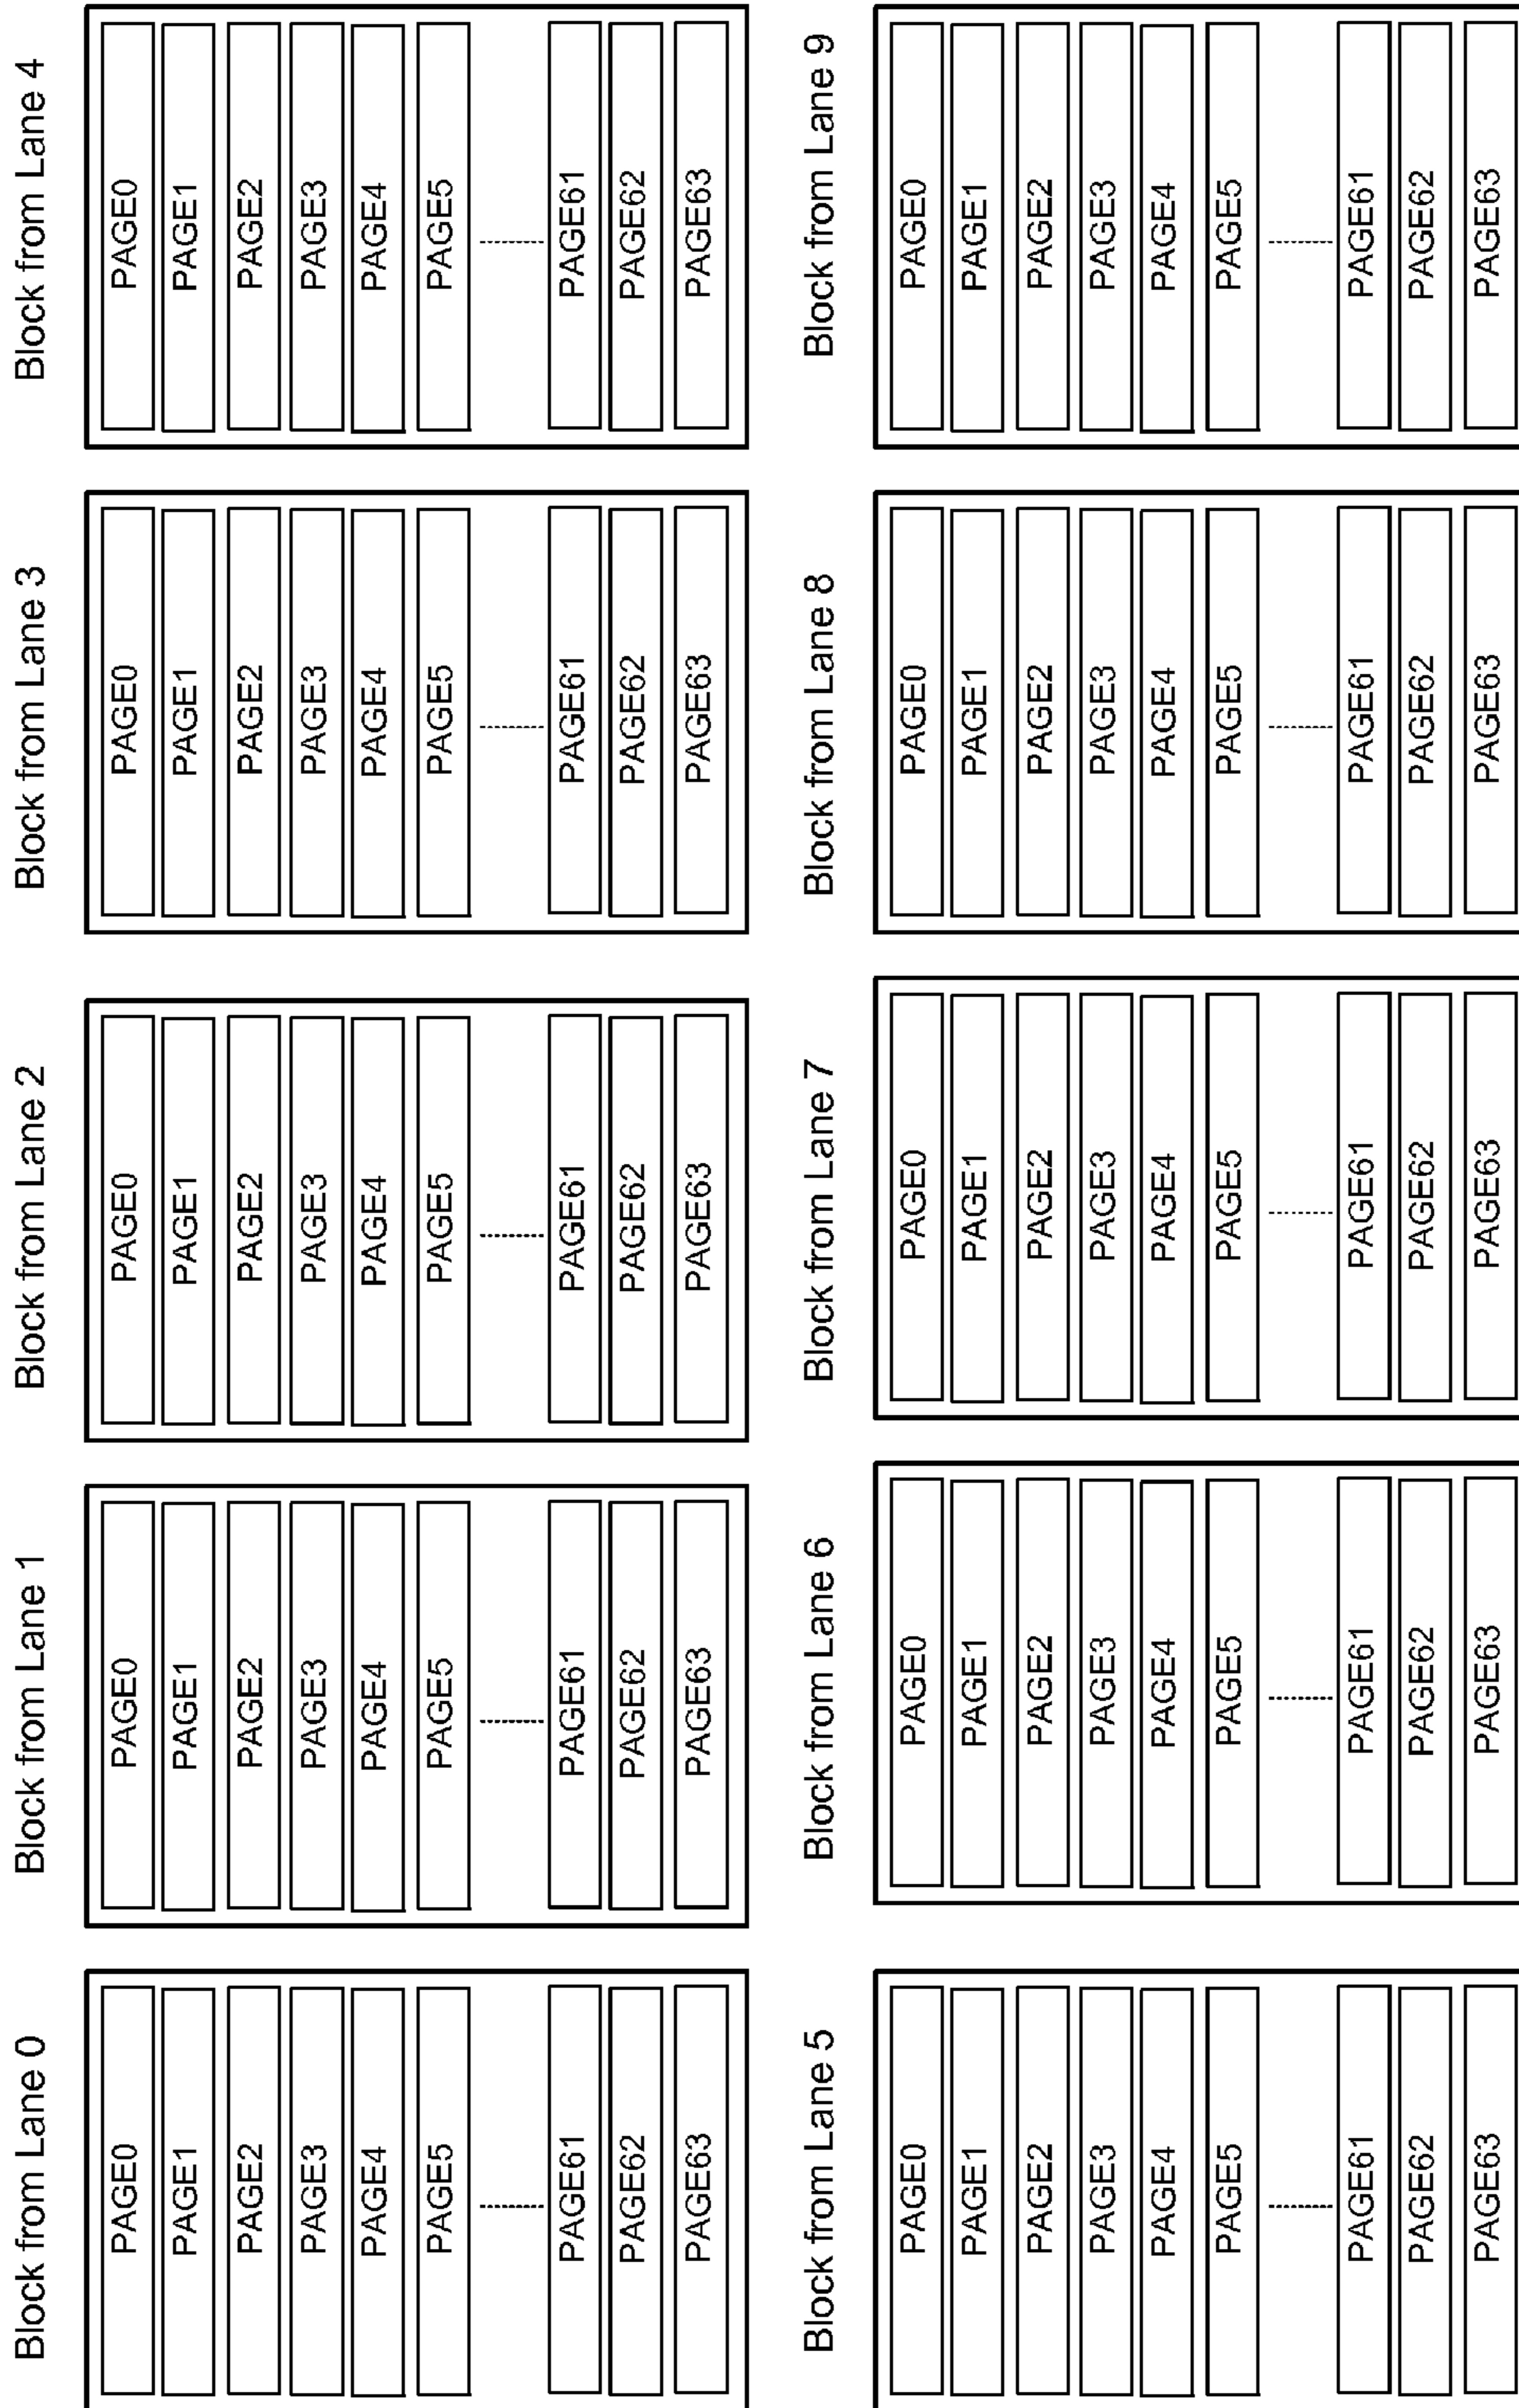 Block from Lane 0
PAGE0
PAGE1
PAGE2
PAGE3
PAGE4
PAGE5
PAGE61
PAGE62
PAGE63
Block from Lane 1
PAGE0
PAGE1
PAGE2
PAGE3
PAGE4
PAGE5
PAGE61
PAGE62
PAGE63
Block from Lane 2
PAGE0
PAGE1
PAGE2
PAGE3
PAGE4
PAGE5
PAGE61
PAGE62
PAGE63
Block from Lane 3
PAGE0
PAGE1
PAGE2
PAGE3
PAGE4
PAGE5
PAGE61
PAGE62
PAGE63
Block from Lane 4
PAGE0
PAGE1
PAGE2
PAGE3
PAGE4
PAGE5
PAGE61
PAGE62
PAGE63
Block from Lane 5
PAGE0
PAGE1
PAGE2
PAGE3
PAGE4
PAGE5
PAGE61
PAGE62
PAGE63
Block from Lane 6
PAGE0
PAGE1
PAGE2
PAGE3
PAGE4
PAGE5
PAGE61
PAGE62
PAGE63
Block from Lane 7
PAGE0
PAGE1
PAGE2
PAGE3
PAGE4
PAGE5
PAGE61
PAGE62
PAGE63
Block from Lane 8
PAGE0
PAGE1
PAGE2
PAGE3
PAGE4
PAGE5
PAGE61
PAGE62
PAGE63
Block from Lane 9
PAGE0
PAGE1
PAGE2
PAGE3
PAGE4
PAGE5
PAGE61
PAGE62
PAGE63